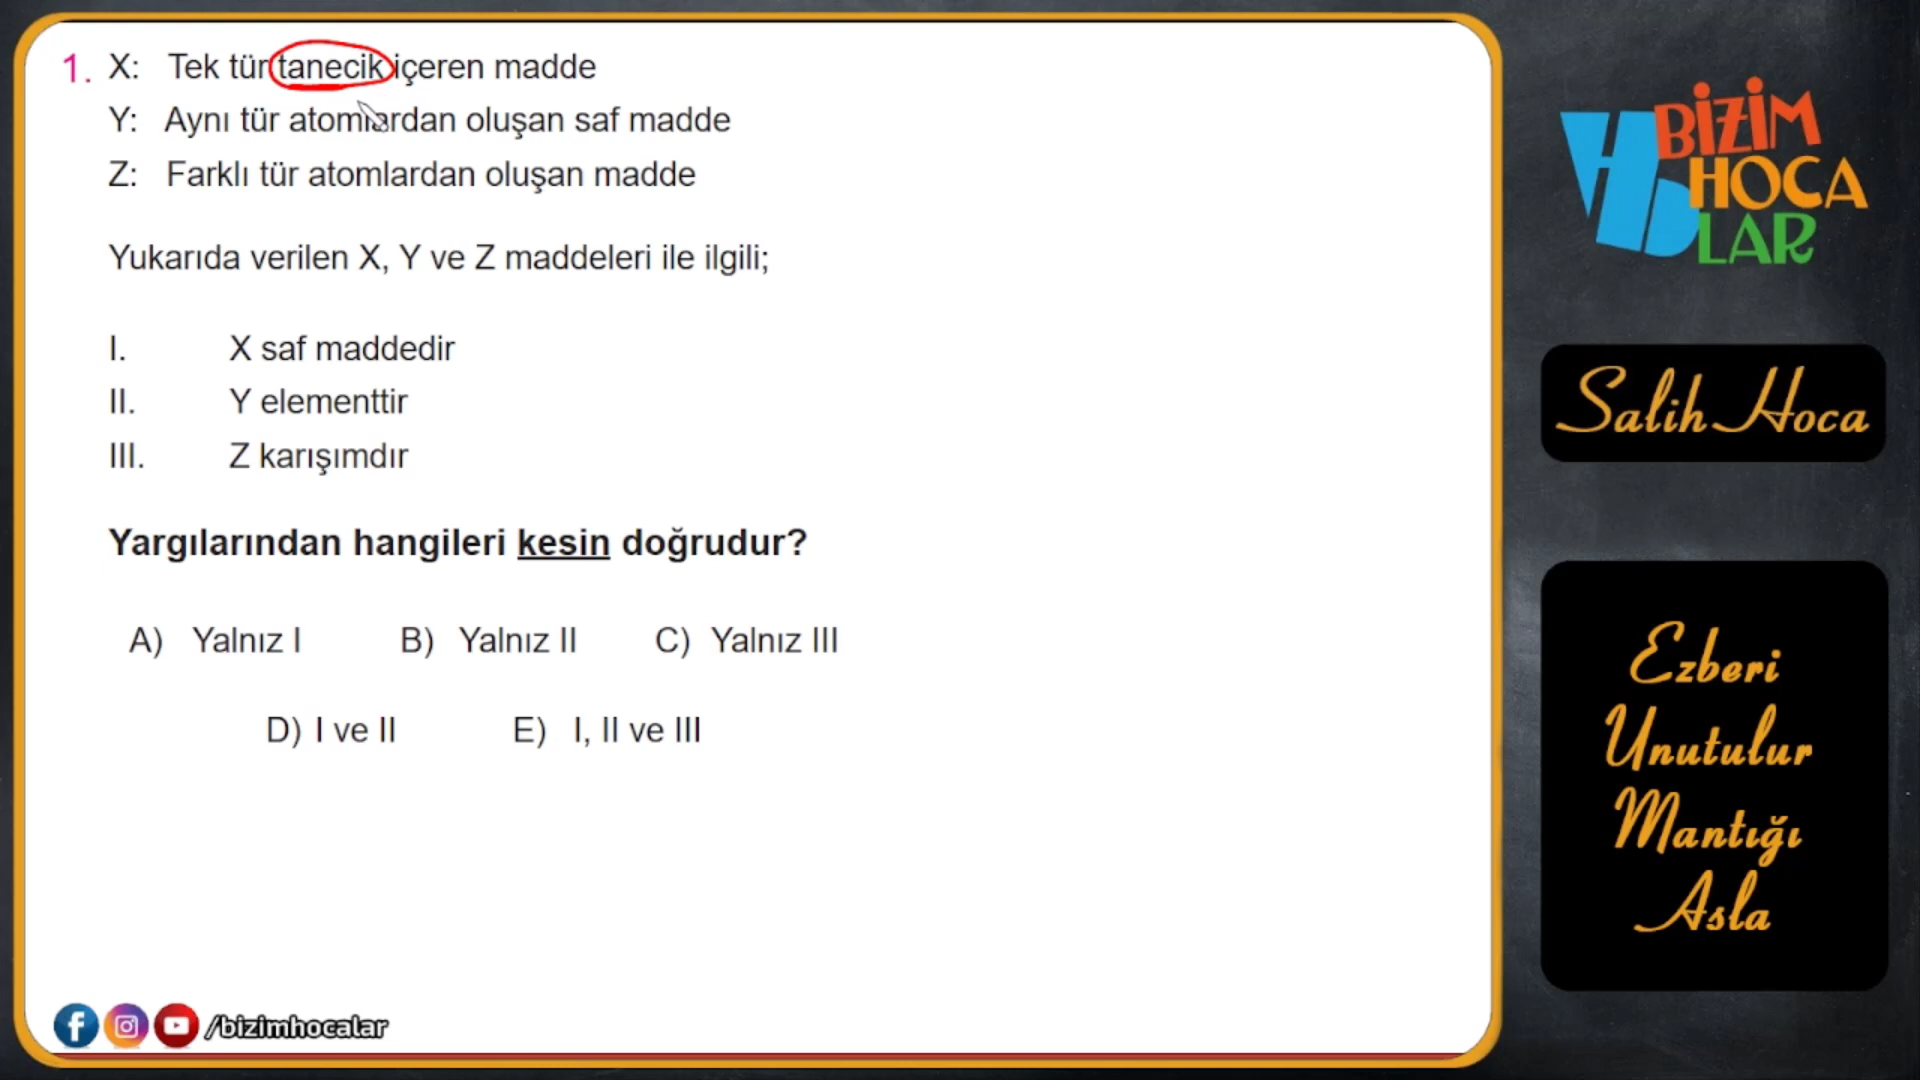 1. X: Tek tür tanecik içeren madde
Y: Aynı tür atomlardan oluşan saf madde
Z: Farklı tür atomlardan oluşan madde
Yukarıda verilen X, Y ve Z maddeleri ile ilgili;
I. X saf maddedir
II. Y elementtir
III. Z karışımdır
Yargılarından hangileri kesin doğrudur?
A) Yalnız I B) Yalnız II C) Yalnız III
D) I ve II E) I, II ve III
/bizimhocalar
BİZİM
HOCA
LAR
Salih Hoca
Ezberi
Unutulur
Mantığı
Asla